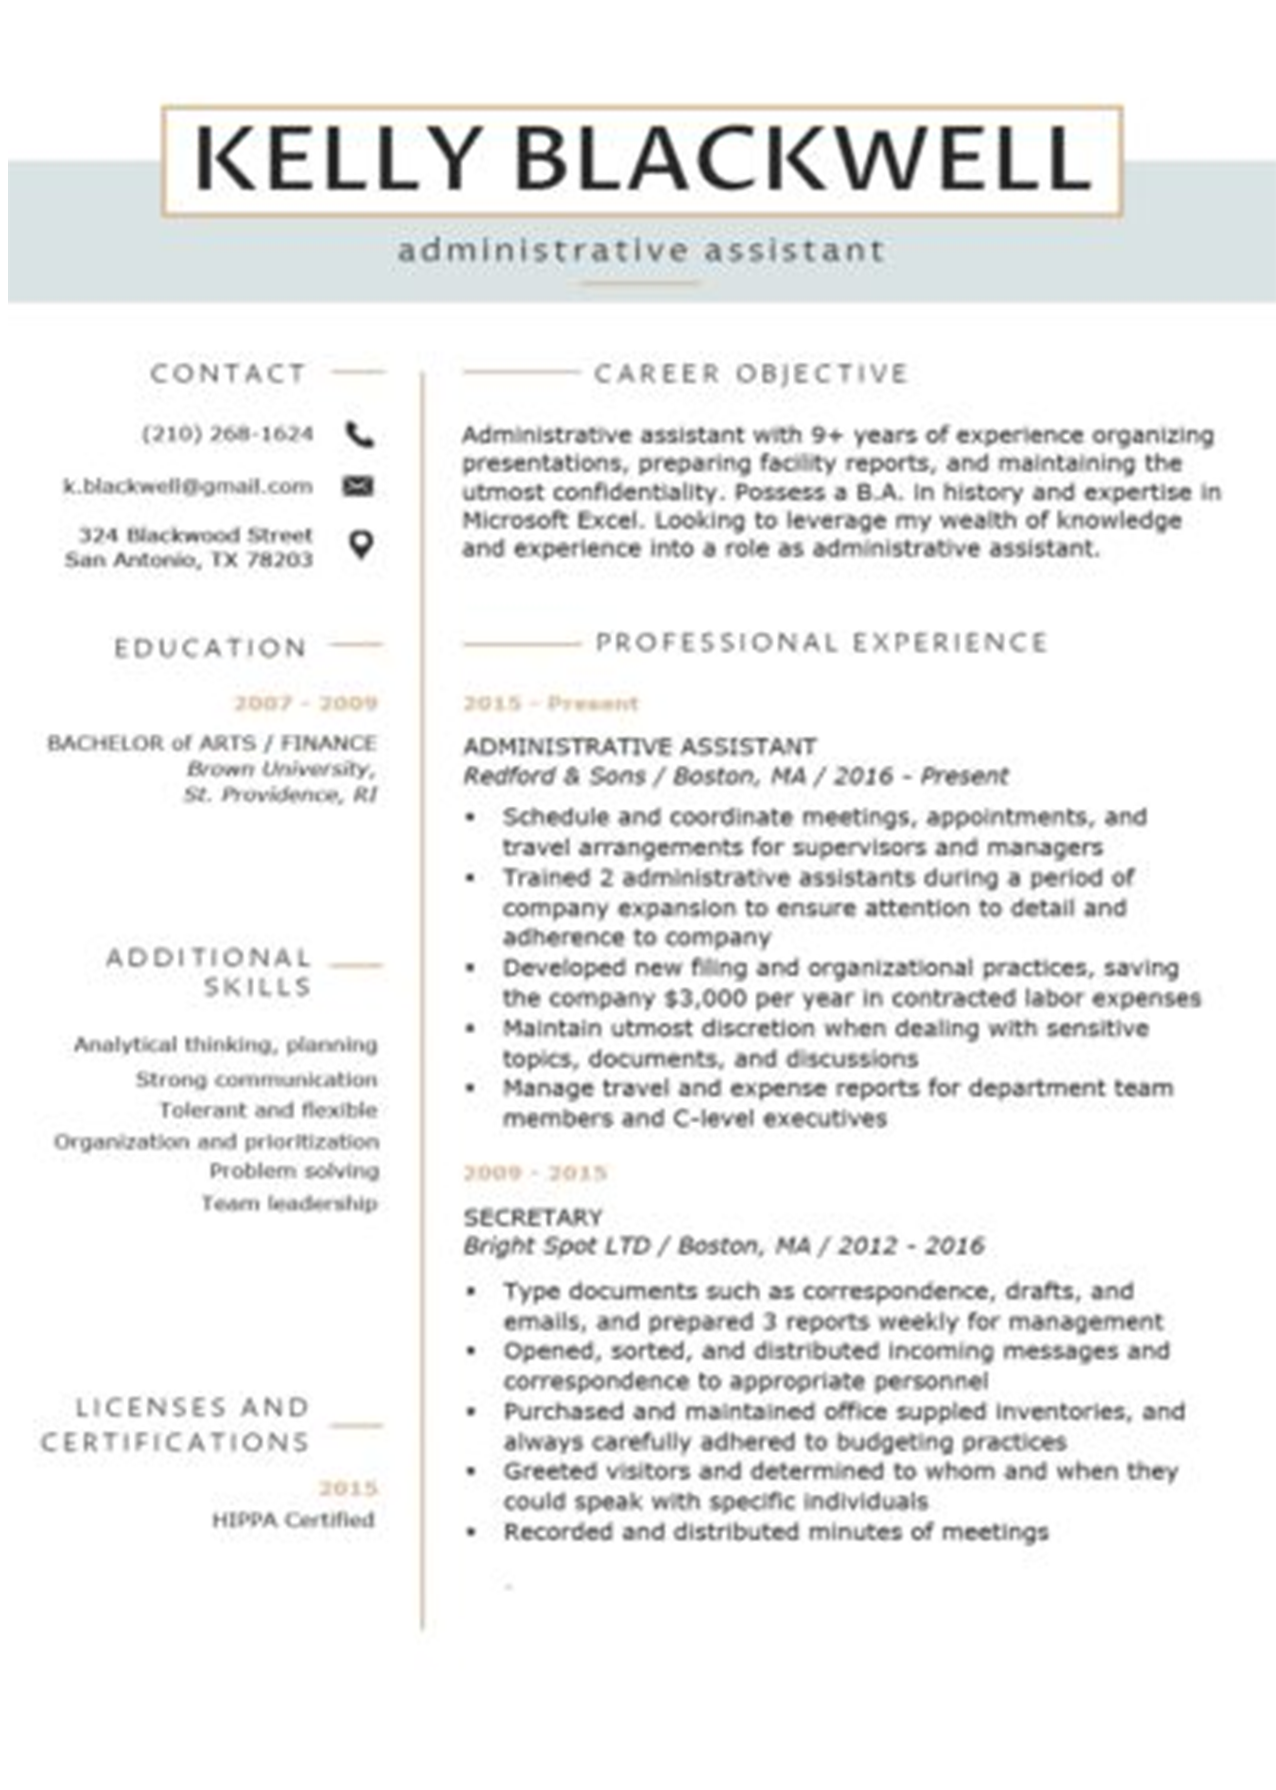 KELLY BLACKWELL
administrative assistant
CONTACT
(210) 268-1624
k.blackwell@gmail.com
324 Blackwood Street
San Antonio, TX 78203
EDUCATION
2007 - 2009
BACHELOR of ARTS / FINANCE
Brown University,
St. Providence, RI
ADDITIONAL
SKILLS
Analytical thinking, planning
Strong communication
Tolerant and flexible
Organization and prioritization
Problem solving
Team leadership
LICENSES AND
CERTIFICATIONS
2015
HIPPA Certified
CAREER OBJECTIVE
Administrative assistant with 9+ years of experience organizing
presentations, preparing facility reports, and maintaining the
utmost confidentiality. Possess a B.A. in history and expertise in
Microsoft Excel. Looking to leverage my wealth of knowledge
and experience into a role as administrative assistant.
PROFESSIONAL EXPERIENCE
2015 - Present
ADMINISTRATIVE ASSISTANT
Redford & Sons / Boston, MA / 2016 - Present
• Schedule and coordinate meetings, appointments, and
travel arrangements for supervisors and managers
• Trained 2 administrative assistants during a period of
company expansion to ensure attention to detail and
adherence to company
• Developed new filing and organizational practices, saving
the company $3,000 per year in contracted labor expenses
• Maintain utmost discretion when dealing with sensitive
topics, documents, and discussions
• Manage travel and expense reports for department team
members and C-level executives
2009 - 2015
SECRETARY
Bright Spot LTD / Boston, MA / 2012 - 2016
• Type documents such as correspondence, drafts, and
emails, and prepared 3 reports weekly for management
• Opened, sorted, and distributed incoming messages and
correspondence to appropriate personnel
• Purchased and maintained office suppled inventories, and
always carefully adhered to budgeting practices
• Greeted visitors and determined to whom and when they
could speak with specific individuals
• Recorded and distributed minutes of meetings